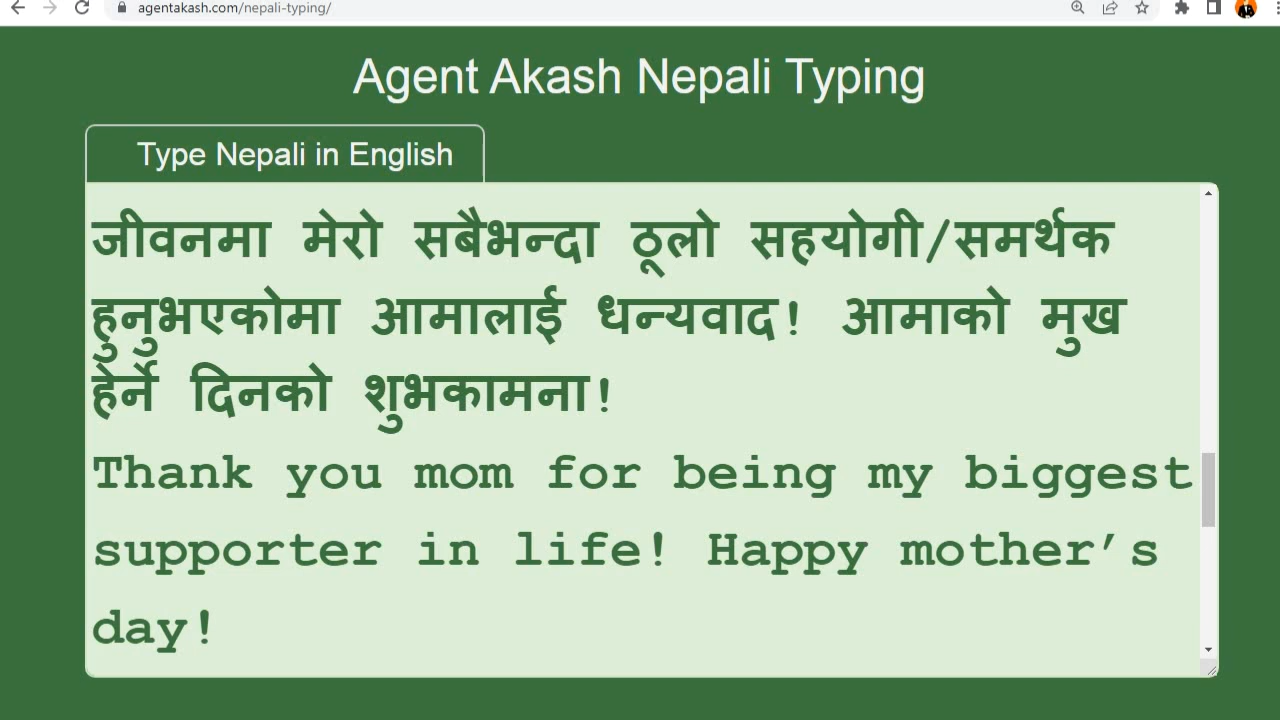 agentakash.com/nepali-typing/
Agent Akash Nepali Typing
Type Nepali in English
जीवनमा मेरो सबैभन्दा ठूलो सहयोगी/समर्थक
हुनुभएकोमा आमालाई धन्यवाद! आमाको मुख
हेर्ने दिनको शुभकामना!
Thank you mom for being my biggest
supporter in life! Happy mother’s
day!